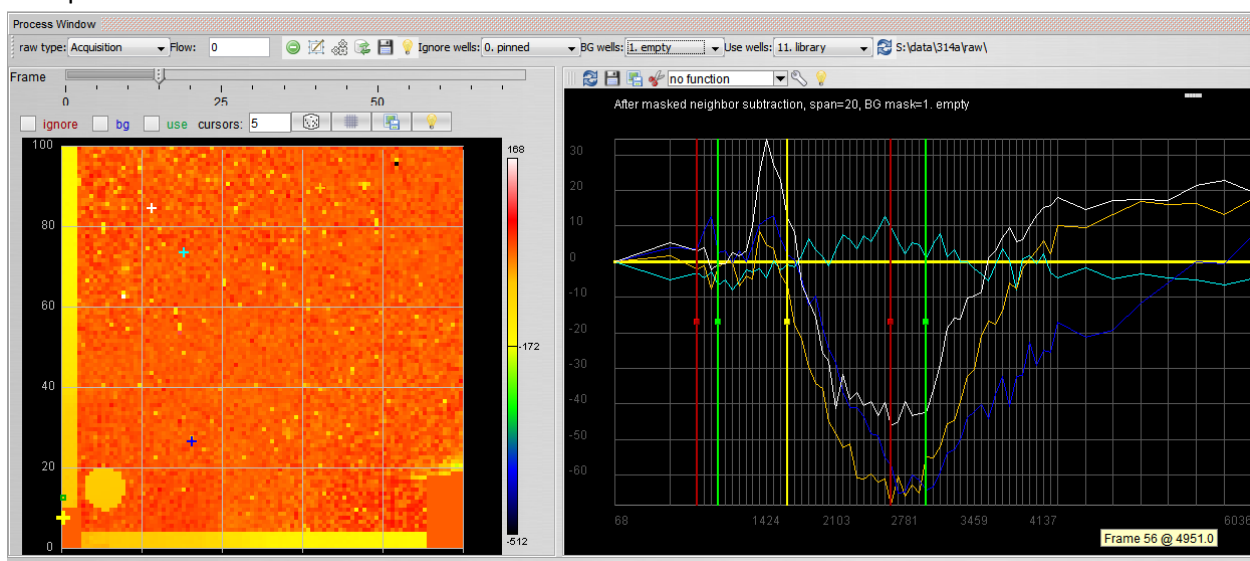 Process Window
raw type: Acquisition Flow: 0 Ignore wells: 0. pinned BG wells: 1. empty Use wells: 11. library S:\data\314a\raw\
Frame
0 25 50
ignore bg use cursors: 5
no function
After masked neighbor subtraction, span=20, BG mask=1. empty
100
80
60
40
20
0
168
-172
-512
30
20
10
0
-10
-20
-30
-40
-50
-60
68 1424 2103 2781 3459 4137 6036
Frame 56 @ 4951.0